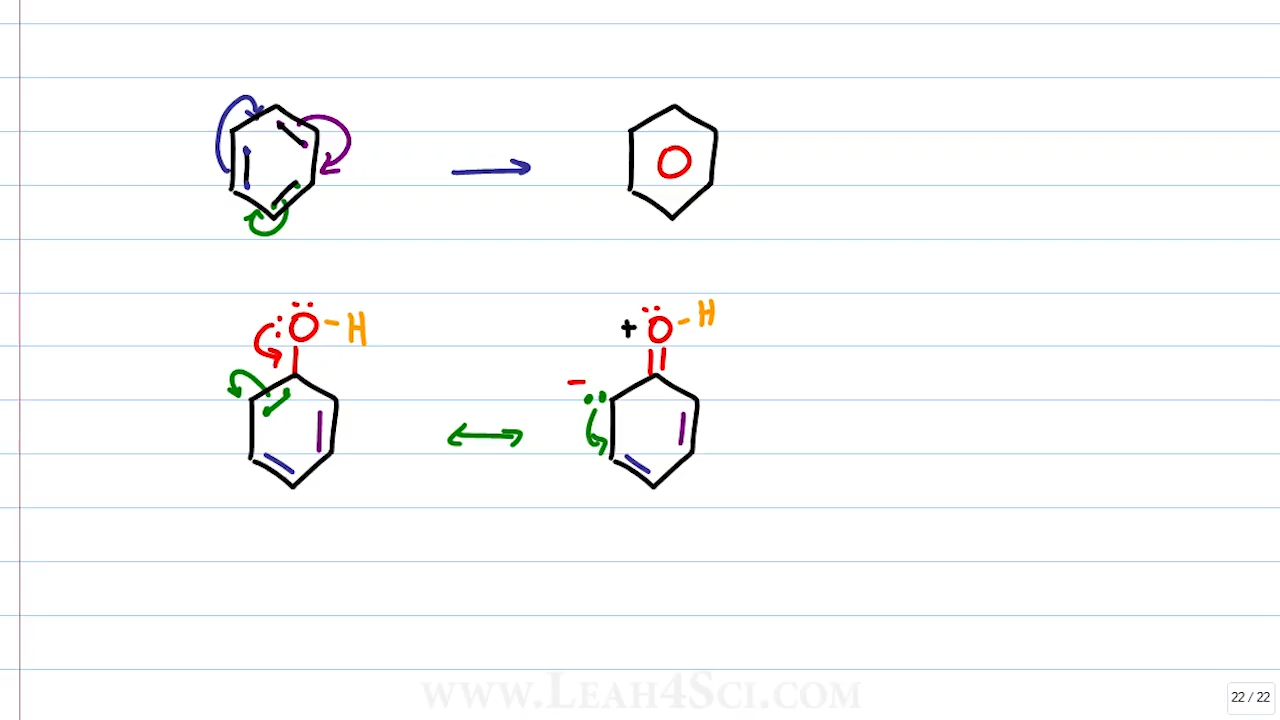 O
O - H
+ O - H
-
www.Leah4Sci.com
22 / 22